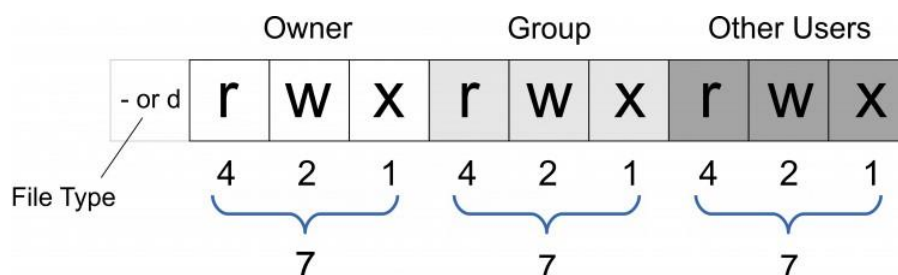 Owner Group Other Users
- or d r w x r w x r w x
4 2 1 4 2 1 4 2 1
File Type
7 7 7